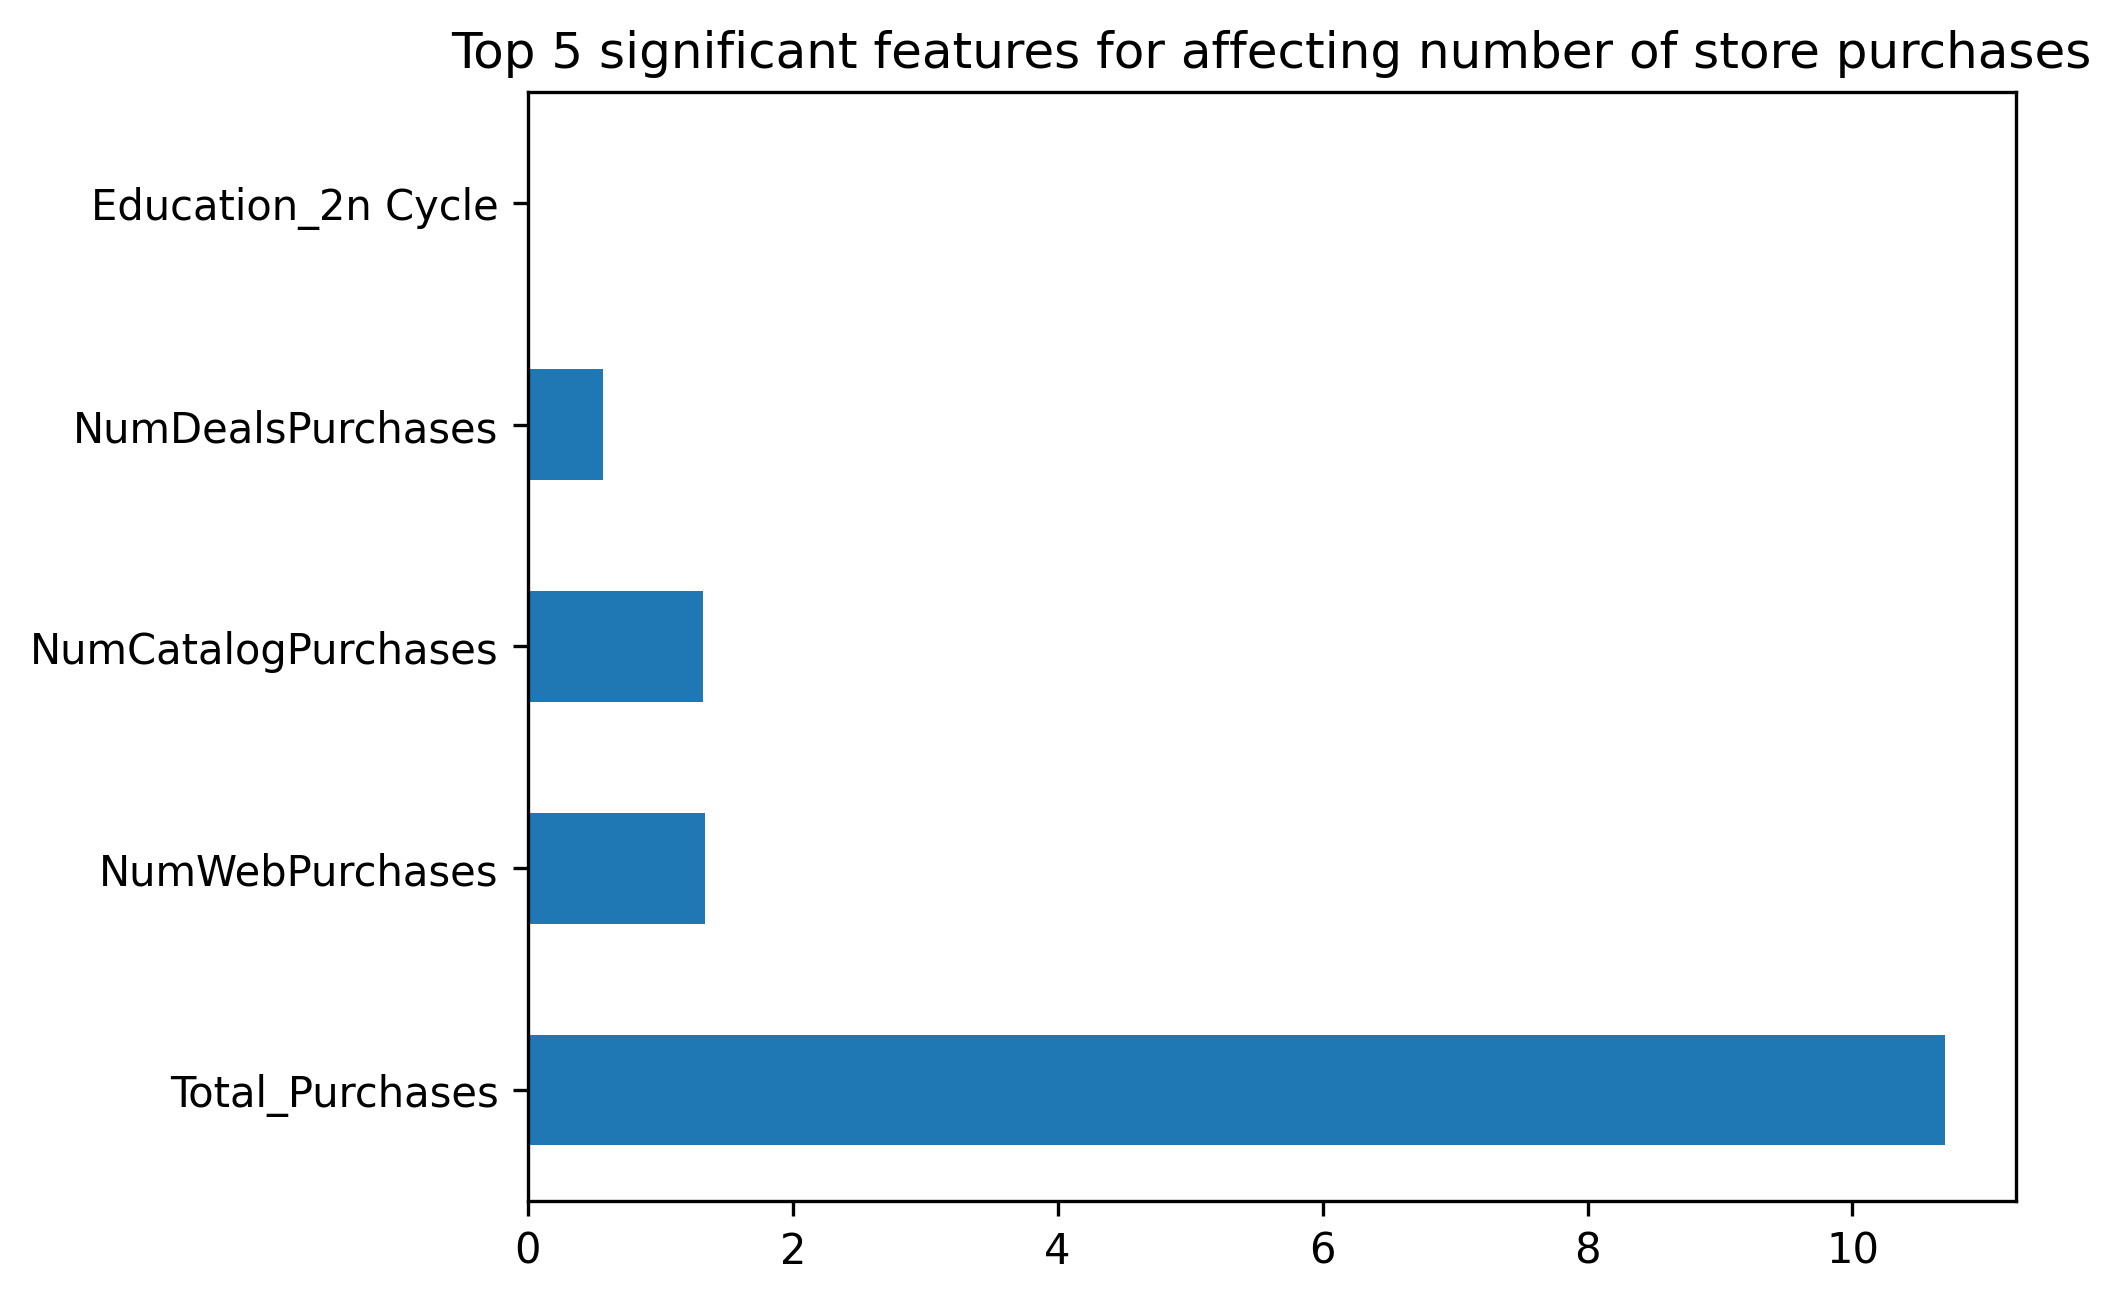 Top 5 significant features for affecting number of store purchases
Education_2n Cycle
NumDealsPurchases
NumCatalogPurchases
NumWebPurchases
Total_Purchases
0 2 4 6 8 10